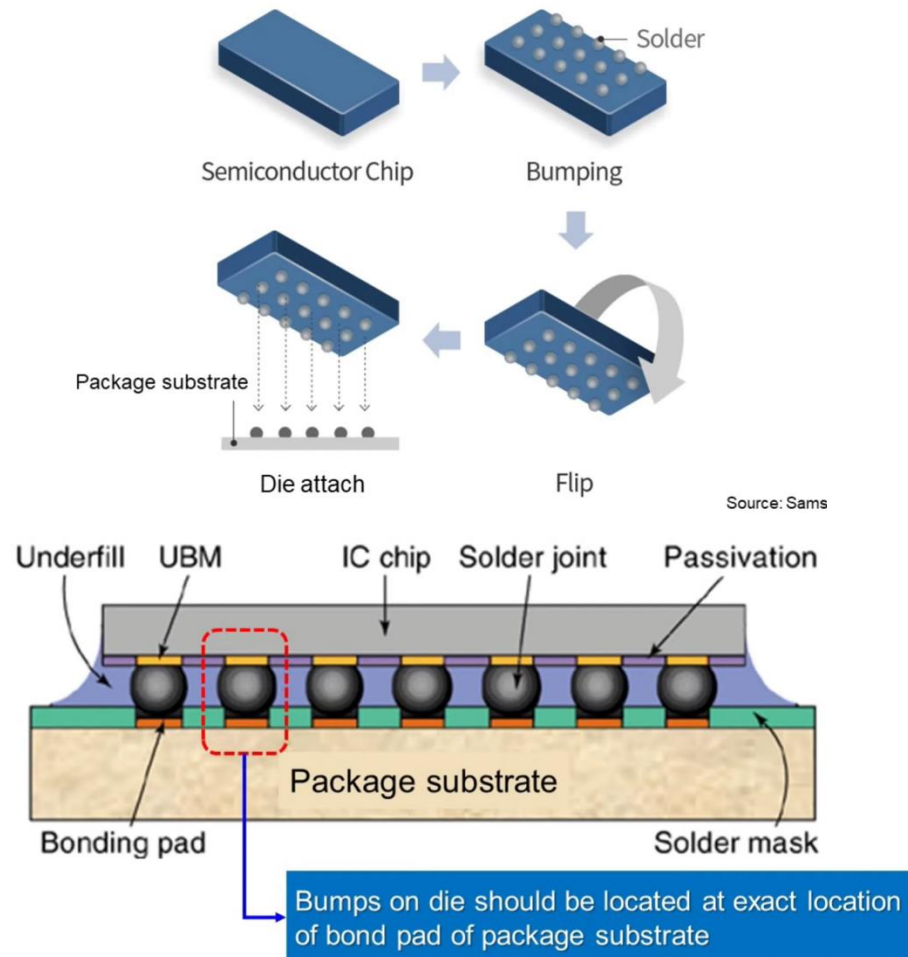 Solder
Semiconductor Chip
Bumping
Package substrate
Die attach
Flip
Source: Sams
Underfill
UBM
IC chip
Solder joint
Passivation
Package substrate
Bonding pad
Solder mask
Bumps on die should be located at exact location
of bond pad of package substrate